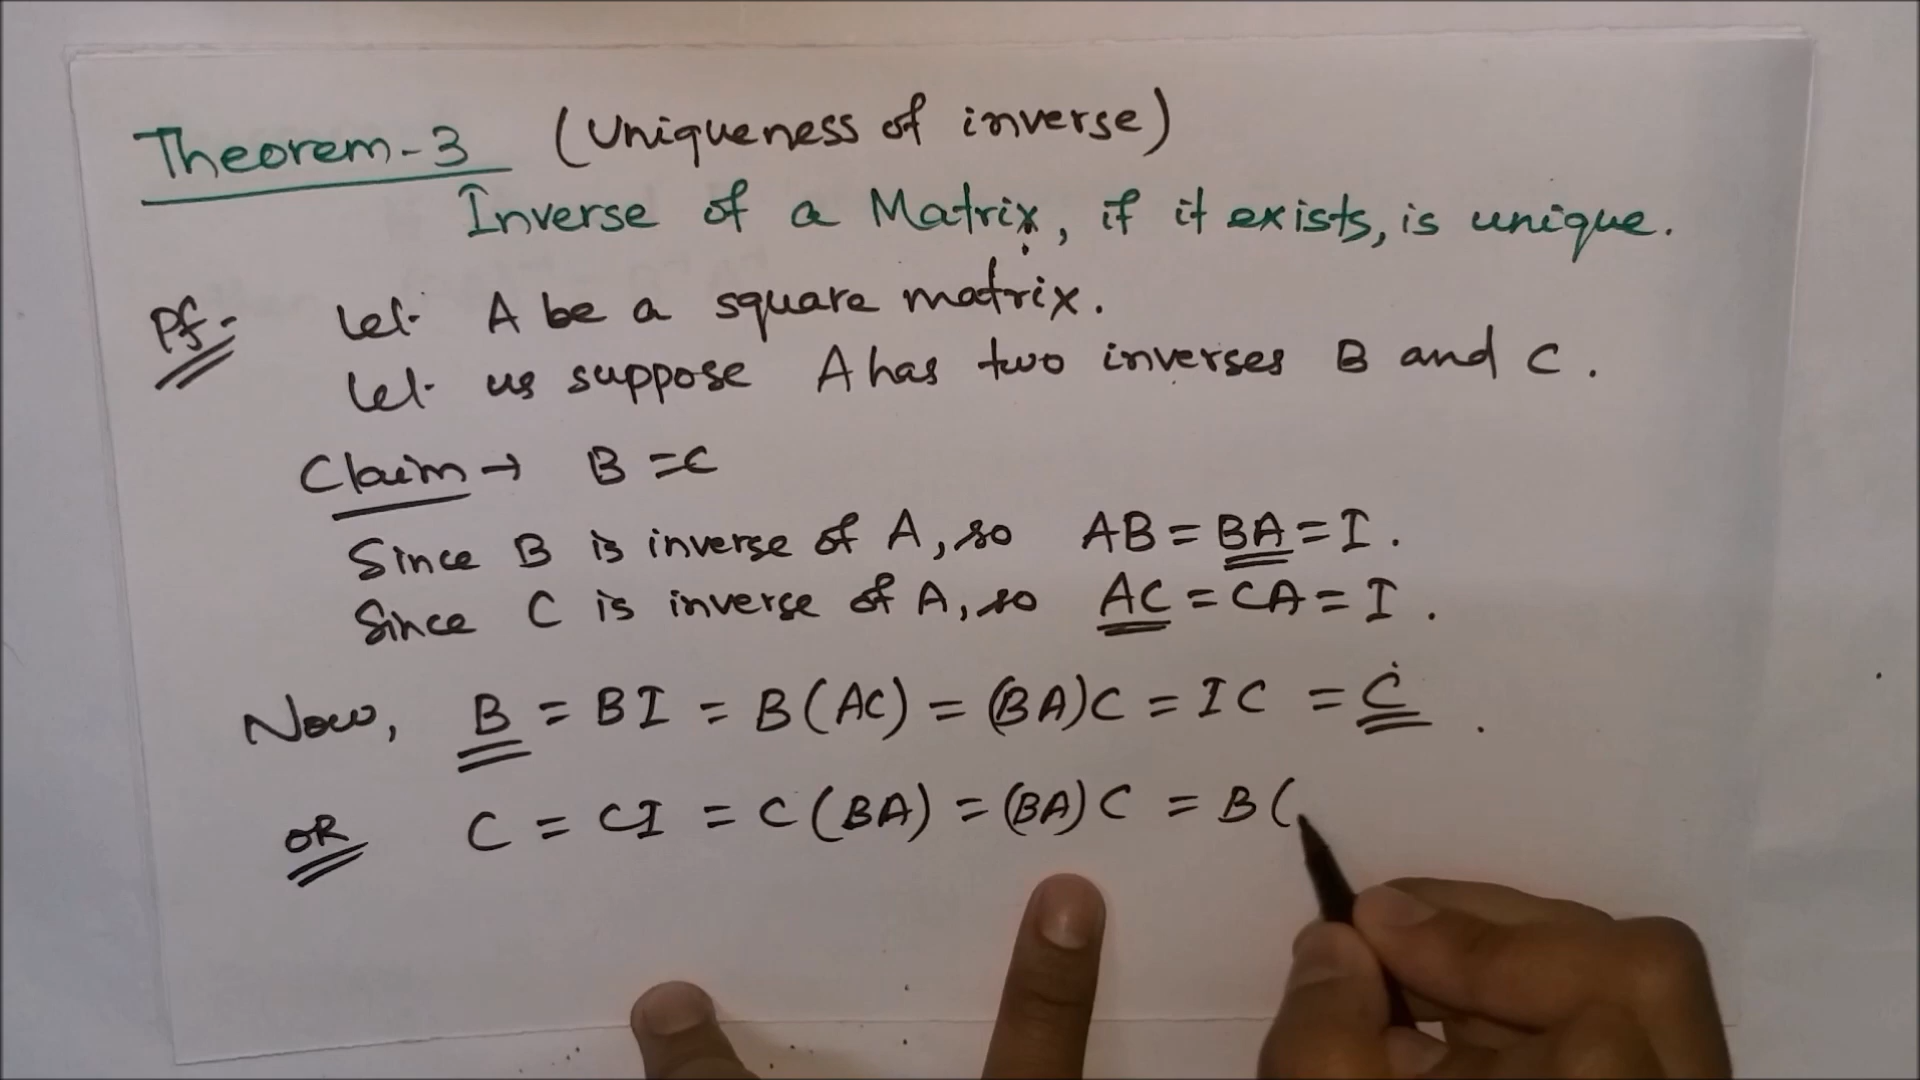 Theorem-3 (Uniqueness of inverse)
Inverse of a Matrix, if it exists, is unique.
Pf- Let A be a square matrix.
Let us suppose A has two inverses B and C.
Claim → B = C
Since B is inverse of A, so AB = BA = I.
Since C is inverse of A, so AC = CA = I.
Now, B = BI = B(AC) = (BA)C = IC = C.
OR C = CI = C(BA) = (BA)C = B(